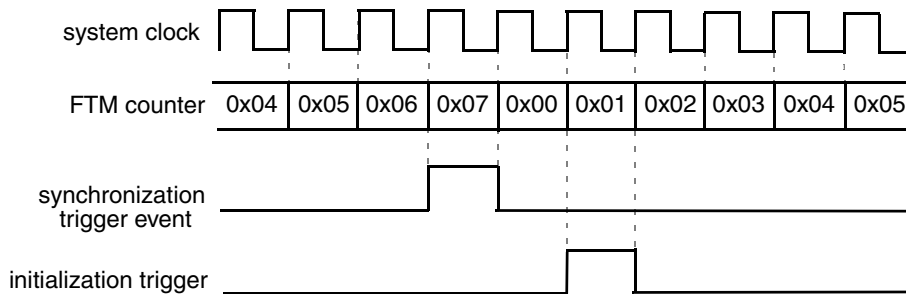 system clock
FTM counter 0x04 0x05 0x06 0x07 0x00 0x01 0x02 0x03 0x04 0x05
synchronization
trigger event
initialization trigger